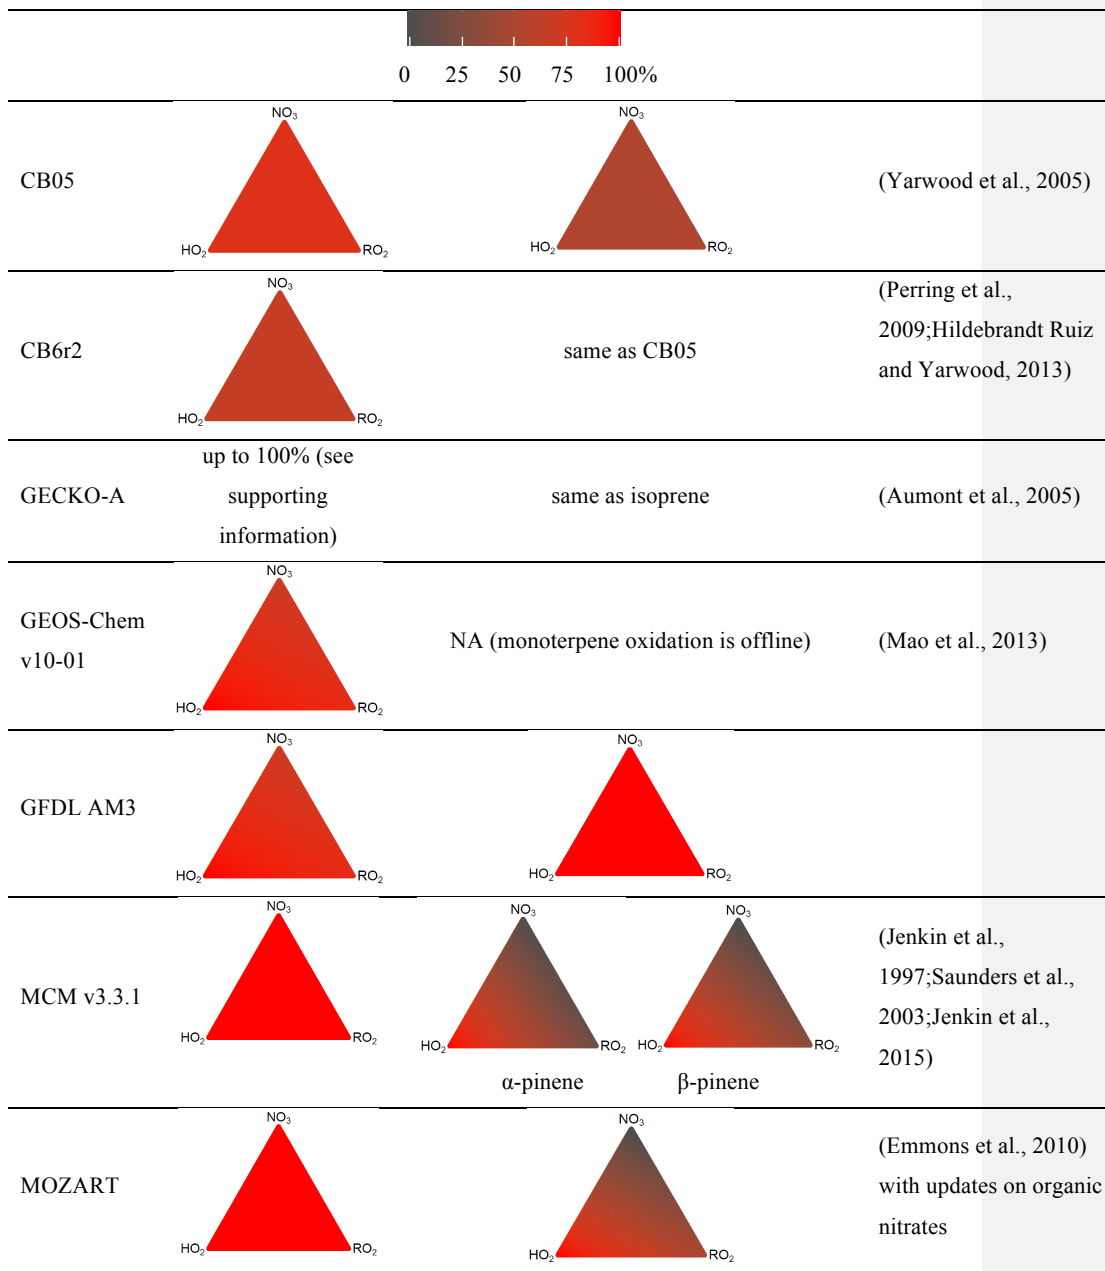 0 25 50 75 100%
NO3
NO3
CB05
(Yarwood et al., 2005)
HO2
RO2
HO2
RO2
NO3
CB6r2
same as CB05
(Perring et al.,
2009;Hildebrandt Ruiz
and Yarwood, 2013)
HO2
RO2
GECKO-A
up to 100% (see
supporting
information)
same as isoprene
(Aumont et al., 2005)
NO3
GEOS-Chem
v10-01
NA (monoterpene oxidation is offline)
(Mao et al., 2013)
HO2
RO2
NO3
NO3
GFDL AM3
HO2
RO2
HO2
RO2
NO3
NO3
NO3
MCM v3.3.1
(Jenkin et al.,
1997;Saunders et al.,
2003;Jenkin et al.,
2015)
HO2
RO2
HO2
RO2
HO2
RO2
α-pinene
β-pinene
NO3
NO3
MOZART
(Emmons et al., 2010)
with updates on organic
nitrates
HO2
RO2
HO2
RO2